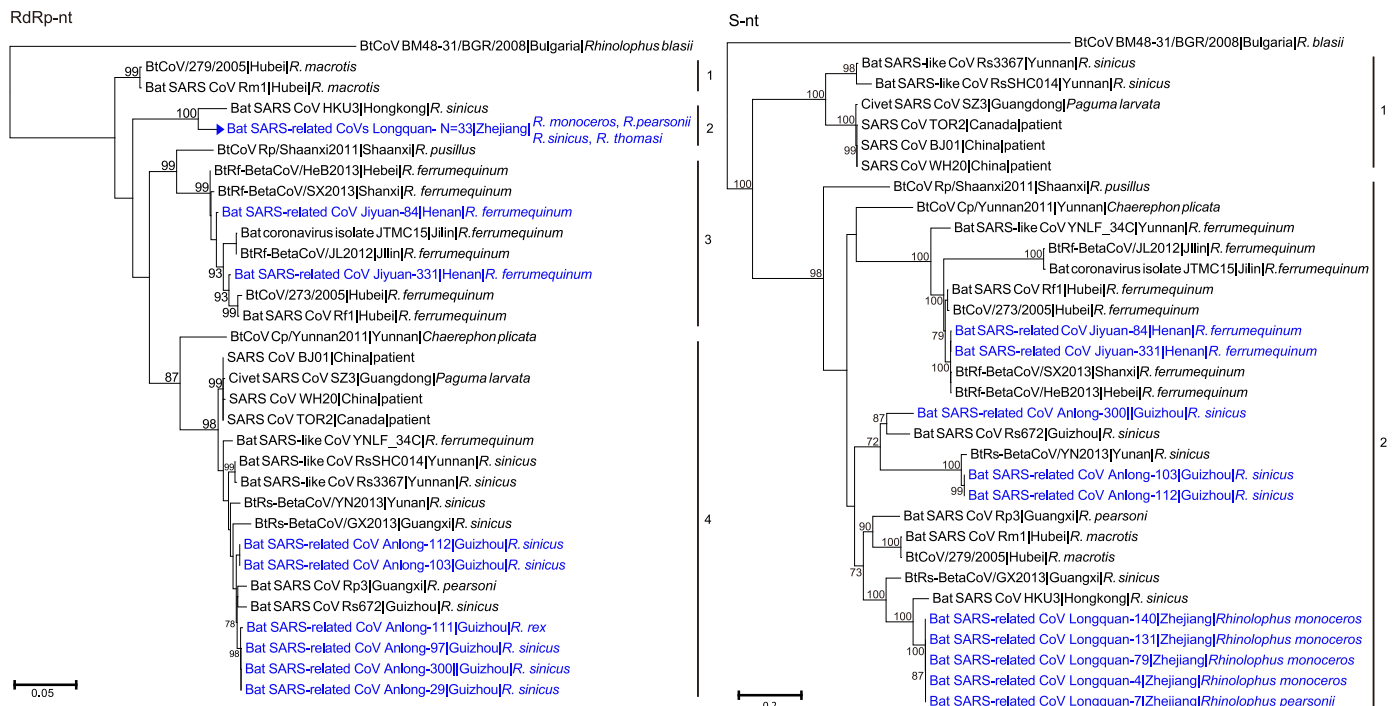 RdRp-nt
BtCoV BM48-31/BGR/2008|Bulgaria|Rhinolophus blasii
BtCoV/279/2005|Hubei|R. macrotis
99
Bat SARS CoV Rm1|Hubei|R. macrotis
1
Bat SARS CoV HKU3|Hongkong|R. sinicus
100
Bat SARS-related CoVs Longquan- N=33|Zhejiang|
R. monoceros, R.pearsonii
R. sinicus, R. thomasi
2
BtCoV Rp/Shaanxi2011|Shaanxi|R. pusillus
99
BtRf-BetaCoV/HeB2013|Hebei|R. ferrumequinum
99
BtRf-BetaCoV/SX2013|Shanxi|R. ferrumequinum
Bat SARS-related CoV Jiyuan-84|Henan|R. ferrumequinum
Bat coronavirus isolate JTMC15|Jilin|R.ferrumequinum
3
BtRf-BetaCoV/JL2012|JIlin|R. ferrumequinum
93
Bat SARS-related CoV Jiyuan-331|Henan|R. ferrumequinum
93
BtCoV/273/2005|Hubei|R. ferrumequinum
99
Bat SARS CoV Rf1|Hubei|R. ferrumequinum
BtCoV Cp/Yunnan2011|Yunnan|Chaerephon plicata
87
SARS CoV BJ01|China|patient
99
Civet SARS CoV SZ3|Guangdong|Paguma larvata
SARS CoV WH20|China|patient
98
SARS CoV TOR2|Canada|patient
Bat SARS-like CoV YNLF_34C|R. ferrumequinum
99
Bat SARS-like CoV RsSHC014|Yunnan|R. sinicus
Bat SARS-like CoV Rs3367|Yunnan|R. sinicus
BtRs-BetaCoV/YN2013|Yunan|R. sinicus
BtRs-BetaCoV/GX2013|Guangxi|R. sinicus
4
Bat SARS-related CoV Anlong-112|Guizhou|R. sinicus
Bat SARS-related CoV Anlong-103|Guizhou|R. sinicus
Bat SARS CoV Rp3|Guangxi|R. pearsoni
Bat SARS CoV Rs672|Guizhou|R. sinicus
78
Bat SARS-related CoV Anlong-111|Guizhou|R. rex
98
Bat SARS-related CoV Anlong-97|Guizhou|R. sinicus
Bat SARS-related CoV Anlong-300||Guizhou|R. sinicus
Bat SARS-related CoV Anlong-29|Guizhou|R. sinicus
0.05
S-nt
BtCoV BM48-31/BGR/2008|Bulgaria|R. blasii
Bat SARS-like CoV Rs3367|Yunnan|R. sinicus
98
Bat SARS-like CoV RsSHC014|Yunnan|R. sinicus
100
Civet SARS CoV SZ3|Guangdong|Paguma larvata
1
100
SARS CoV TOR2|Canada|patient
SARS CoV BJ01|China|patient
99
SARS CoV WH20|China|patient
100
BtCoV Rp/Shaanxi2011|Shaanxi|R. pusillus
BtCoV Cp/Yunnan2011|Yunnan|Chaerephon plicata
Bat SARS-like CoV YNLF_34C|Yunnan|R. ferrumequinum
100
BtRf-BetaCoV/JL2012|JIlin|R. ferrumequinum
100
98
Bat coronavirus isolate JTMC15|Jilin|R. ferrumequinum
Bat SARS CoV Rf1|Hubei|R. ferrumequinum
100
BtCoV/273/2005|Hubei|R. ferrumequinum
79
Bat SARS-related CoV Jiyuan-84|Henan|R. ferrumequinum
Bat SARS-related CoV Jiyuan-331|Henan|R. ferrumequinum
100
BtRf-BetaCoV/SX2013|Shanxi|R. ferrumequinum
BtRf-BetaCoV/HeB2013|Hebei|R. ferrumequinum
87
Bat SARS-related CoV Anlong-300||Guizhou|R. sinicus
72
Bat SARS CoV Rs672|Guizhou|R. sinicus
2
BtRs-BetaCoV/YN2013|Yunan|R. sinicus
100
Bat SARS-related CoV Anlong-103|Guizhou|R. sinicus
99
Bat SARS-related CoV Anlong-112|Guizhou|R. sinicus
Bat SARS CoV Rp3|Guangxi|R. pearsoni
90
Bat SARS CoV Rm1|Hubei|R. macrotis
100
BtCoV/279/2005|Hubei|R. macrotis
73
BtRs-BetaCoV/GX2013|Guangxi|R. sinicus
100
Bat SARS CoV HKU3|Hongkong|R. sinicus
100
Bat SARS-related CoV Longquan-140|Zhejiang|Rhinolophus monoceros
Bat SARS-related CoV Longquan-131|Zhejiang|Rhinolophus monoceros
100
Bat SARS-related CoV Longquan-79|Zhejiang|Rhinolophus monoceros
87
Bat SARS-related CoV Longquan-4|Zhejiang|Rhinolophus monoceros
Bat SARS-related CoV Longquan-7|Zhejiang|Rhinolophus pearsonii
0.2